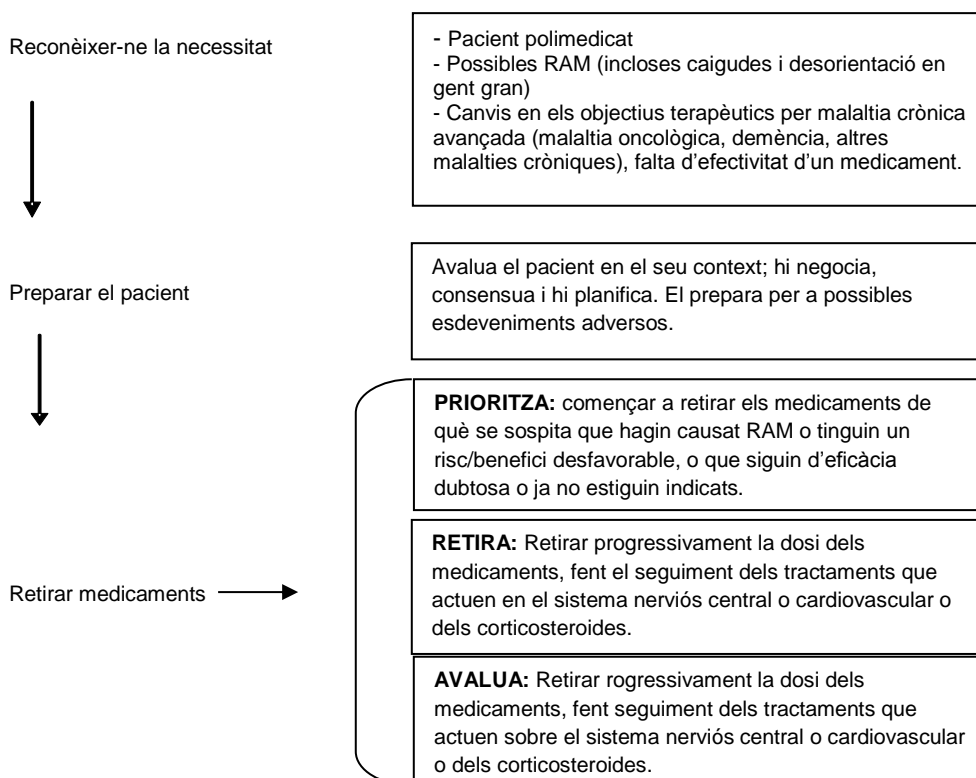 Reconèixer-ne la necessitat
- Pacient polimedicat
- Possibles RAM (incloses caigudes i desorientació en
gent gran)
- Canvis en els objectius terapèutics per malaltia crònica
avançada (malaltia oncològica, demència, altres
malalties cròniques), falta d’efectivitat d’un medicament.
Preparar el pacient
Avalua el pacient en el seu context; hi negocia,
consensua i hi planifica. El prepara per a possibles
esdeveniments adversos.
Retirar medicaments
PRIORITZA: començar a retirar els medicaments de
què se sospita que hagin causat RAM o tinguin un
risc/benefici desfavorable, o que siguin d’eficàcia
dubtosa o ja no estiguin indicats.
RETIRA: Retirar progressivament la dosi dels
medicaments, fent el seguiment dels tractaments que
actuen en el sistema nerviós central o cardiovascular o
dels corticosteroides.
AVALUA: Retirar rogressivament la dosi dels
medicaments, fent seguiment dels tractaments que
actuen sobre el sistema nerviós central o cardiovascular
o dels corticosteroides.